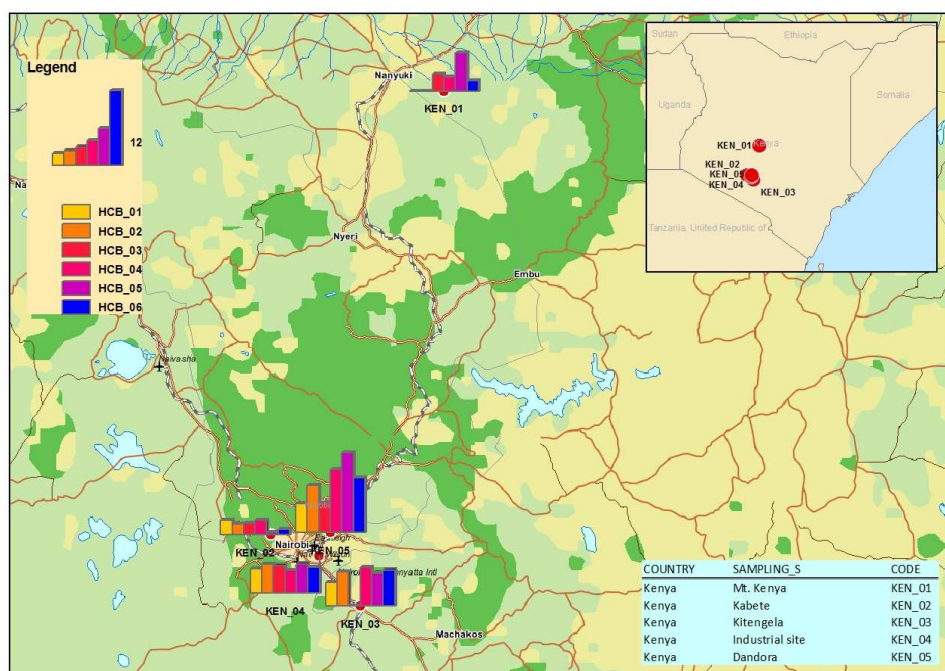 Legend
12
HCB_01
HCB_02
HCB_03
HCB_04
HCB_05
HCB_06
Nanyuki
KEN_01
Nyeri
Embu
Naivasha
Nairobi
KEN_02
KEN_05
KEN_04
KEN_03
Machakos
Sudan
Ethiopia
Uganda
Somalia
KEN_01
Kenya
KEN_02
KEN_05
KEN_04
KEN_03
Tanzania, United Republic of
COUNTRY SAMPLING_S CODE
Kenya Mt. Kenya KEN_01
Kenya Kabete KEN_02
Kenya Kitengela KEN_03
Kenya Industrial site KEN_04
Kenya Dandora KEN_05